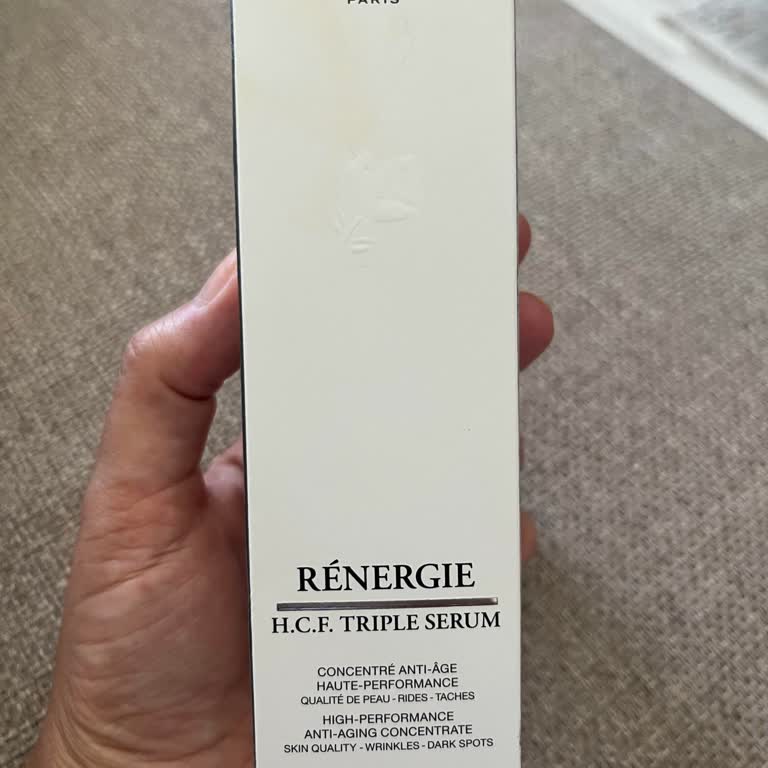 PARIS
RÉNERGIE
H.C.F. TRIPLE SERUM
CONCENTRÉ ANTI-ÂGE
HAUTE-PERFORMANCE
QUALITÉ DE PEAU - RIDES - TACHES
HIGH-PERFORMANCE
ANTI-AGING CONCENTRATE
SKIN QUALITY - WRINKLES - DARK SPOTS